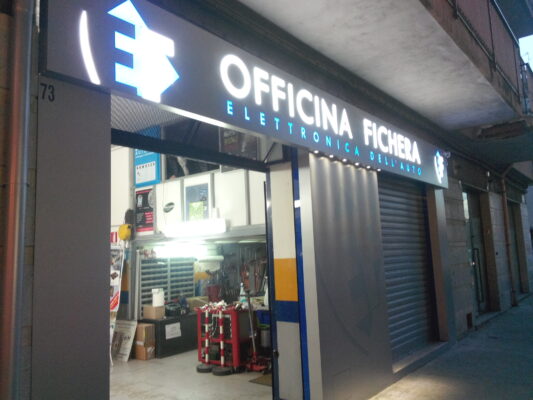 OFFICINA FICHERA
ELETTRONICA DELL'AUTO
73